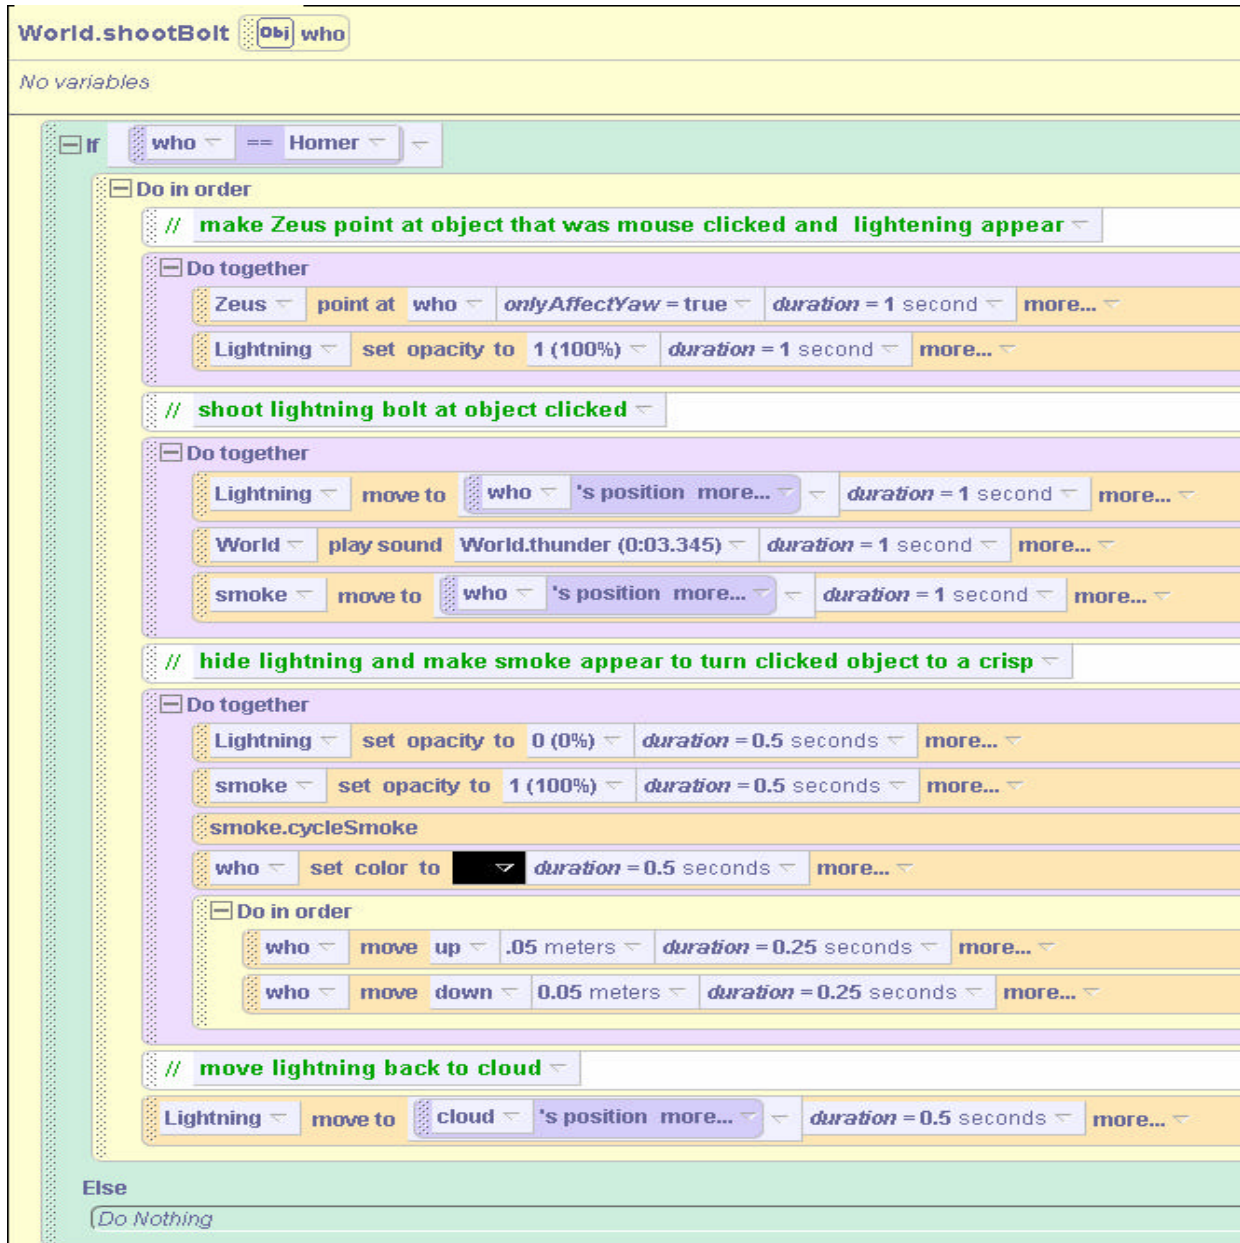 World.shootBolt Obj who
No variables
If who == Homer
Do in order
// make Zeus point at object that was mouse clicked and lightening appear
Do together
Zeus point at who onlyAffectYaw = true duration = 1 second more...
Lightning set opacity to 1 (100%) duration = 1 second more...
// shoot lightning bolt at object clicked
Do together
Lightning move to who 's position more... duration = 1 second more...
World play sound World.thunder (0:03.345) duration = 1 second more...
smoke move to who 's position more... duration = 1 second more...
// hide lightning and make smoke appear to turn clicked object to a crisp
Do together
Lightning set opacity to 0 (0%) duration = 0.5 seconds more...
smoke set opacity to 1 (100%) duration = 0.5 seconds more...
smoke.cycleSmoke
who set color to duration = 0.5 seconds more...
Do in order
who move up .05 meters duration = 0.25 seconds more...
who move down 0.05 meters duration = 0.25 seconds more...
// move lightning back to cloud
Lightning move to cloud 's position more... duration = 0.5 seconds more...
Else
(Do Nothing